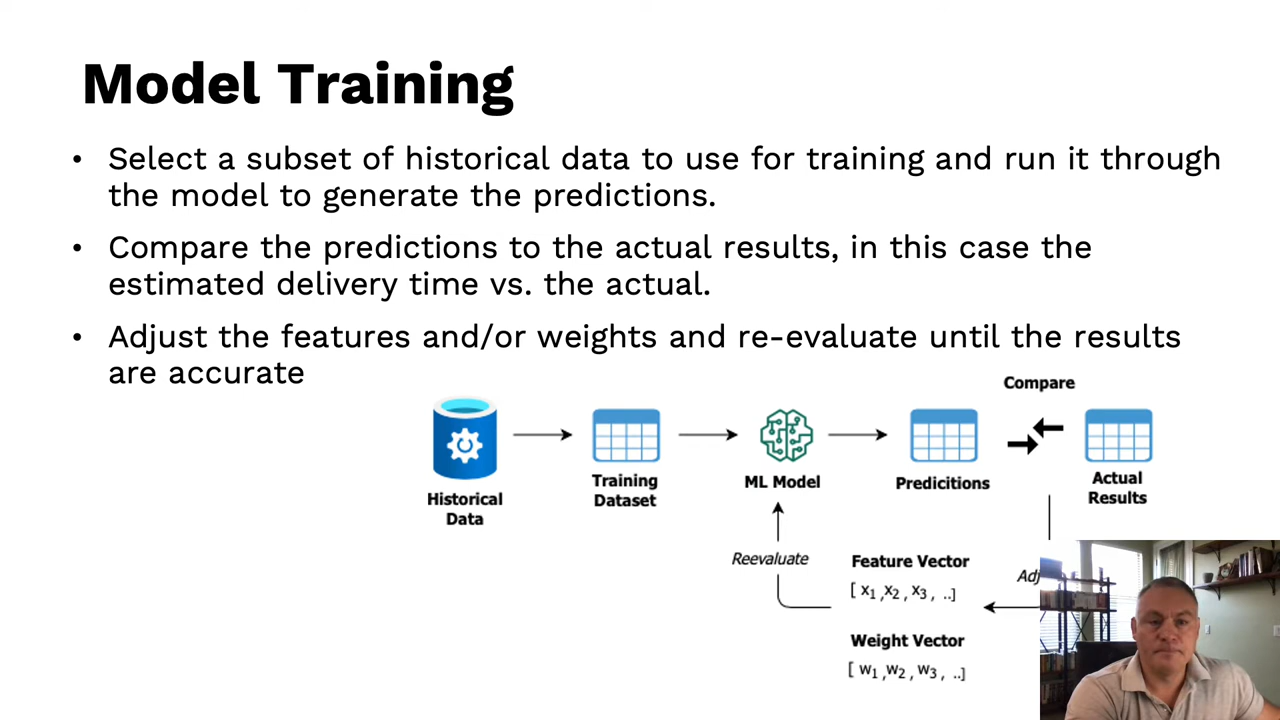 Model Training
• Select a subset of historical data to use for training and run it through
the model to generate the predictions.
• Compare the predictions to the actual results, in this case the
estimated delivery time vs. the actual.
• Adjust the features and/or weights and re-evaluate until the results
are accurate
Compare
Historical
Data
Training
Dataset
ML Model
Predicitions
Actual
Results
Reevaluate
Feature Vector
[ x₁ ,x₂ , x₃ , ..]
Weight Vector
[ w₁ ,w₂ , w₃ , ..]